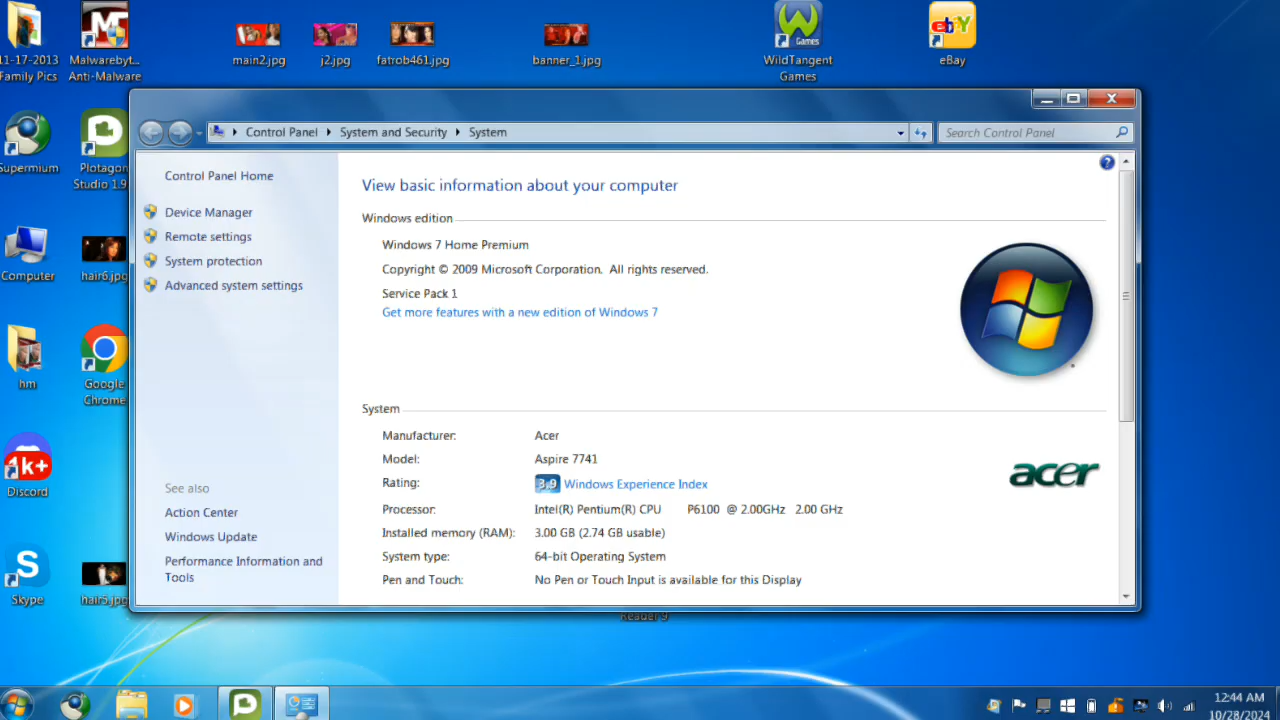 11-17-2013
Family Pics
Malwarebyt...
Anti-Malware
main2.jpg
j2.jpg
fatrob461.jpg
banner_1.jpg
WildTangent
Games
eBay
Supermium
Plotagon
Studio 1.9
Computer
hair6.jpg
hm
Google
Chrome
1k+
Discord
Skype
hair5.jpg
Control Panel
System and Security
System
Search Control Panel
Control Panel Home
Device Manager
Remote settings
System protection
Advanced system settings
See also
Action Center
Windows Update
Performance Information and
Tools
View basic information about your computer
Windows edition
Windows 7 Home Premium
Copyright © 2009 Microsoft Corporation.  All rights reserved.
Service Pack 1
Get more features with a new edition of Windows 7
System
Manufacturer: Acer
Model: Aspire 7741
Rating: 3.9 Windows Experience Index
Processor: Intel(R) Pentium(R) CPU P6100 @ 2.00GHz 2.00 GHz
Installed memory (RAM): 3.00 GB (2.74 GB usable)
System type: 64-bit Operating System
Pen and Touch: No Pen or Touch Input is available for this Display
acer
Reader 9
12:44 AM
10/28/2024